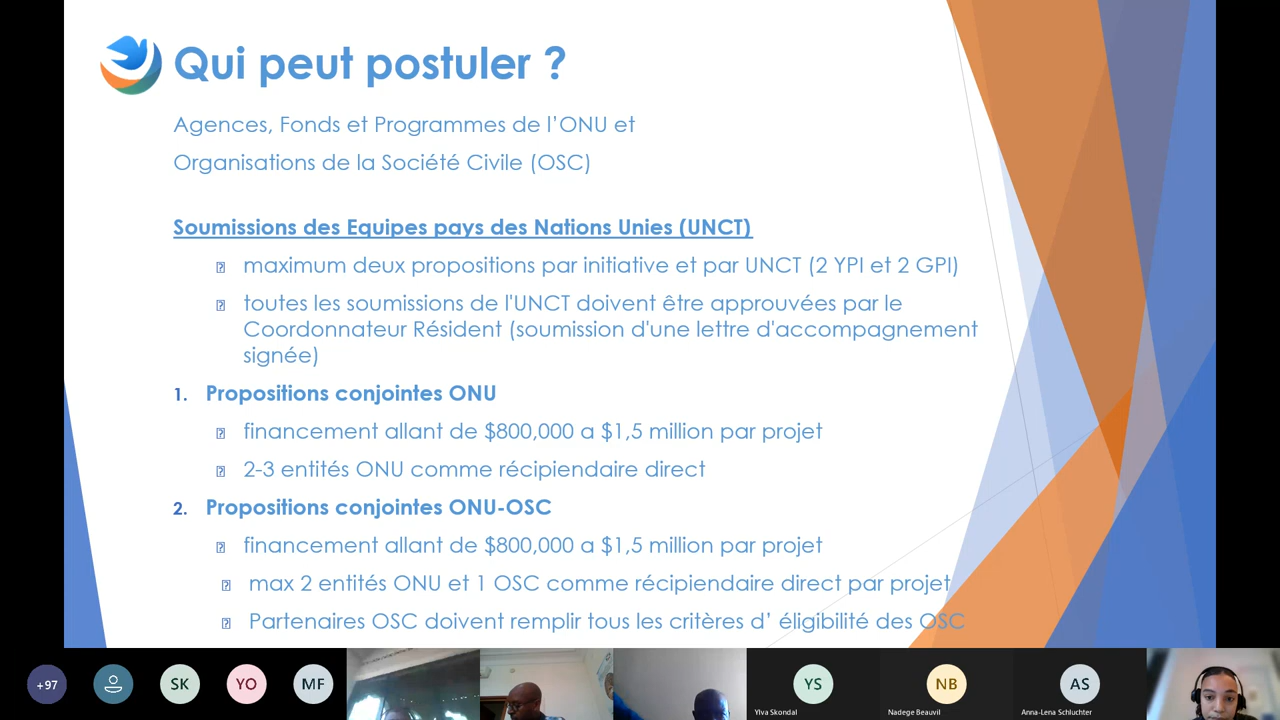 Qui peut postuler ?
Agences, Fonds et Programmes de l’ONU et
Organisations de la Société Civile (OSC)
Soumissions des Equipes pays des Nations Unies (UNCT)
maximum deux propositions par initiative et par UNCT (2 YPI et 2 GPI)
toutes les soumissions de l'UNCT doivent être approuvées par le
Coordonnateur Résident (soumission d'une lettre d'accompagnement
signée)
1. Propositions conjointes ONU
financement allant de $800,000 a $1,5 million par projet
2-3 entités ONU comme récipiendaire direct
2. Propositions conjointes ONU-OSC
financement allant de $800,000 a $1,5 million par projet
max 2 entités ONU et 1 OSC comme récipiendaire direct par projet
Partenaires OSC doivent remplir tous les critères d’ éligibilité des OSC
+97 SK YO MF YS NB AS
Ylva Skondal Nadege Beauvil Anna-Lena Schluchter